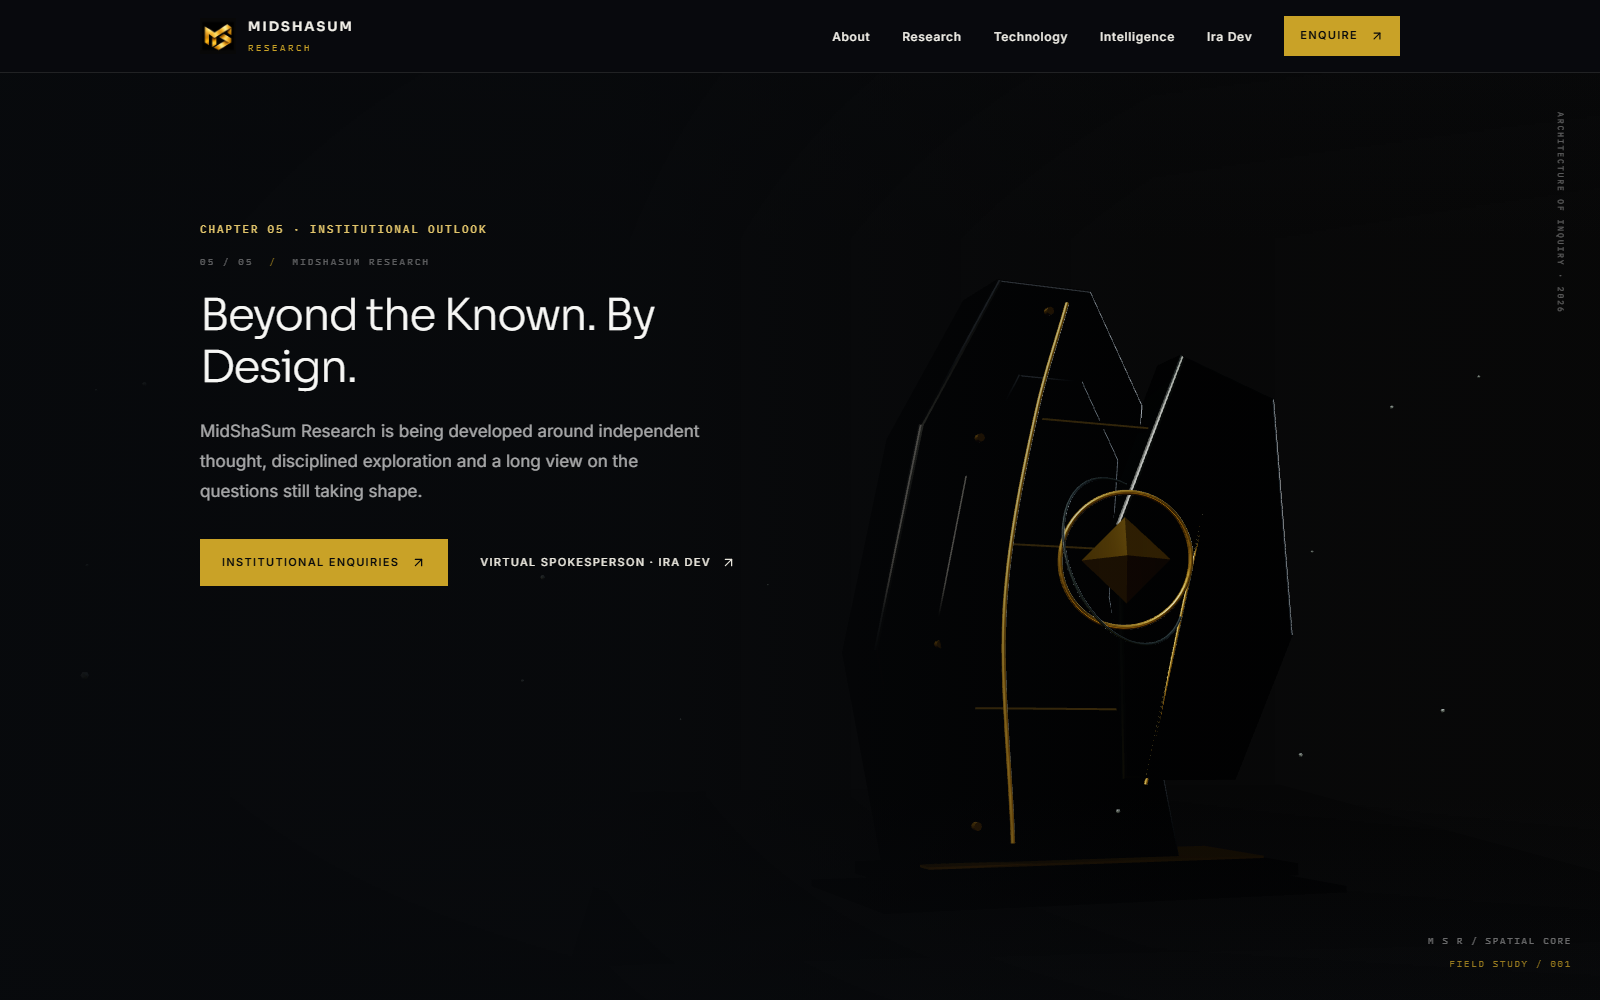 MIDSHASUM
RESEARCH
About
Research
Technology
Intelligence
Ira Dev
ENQUIRE
ARCHITECTURE OF INQUIRY · 2026
CHAPTER 05 · INSTITUTIONAL OUTLOOK
05 / 05 / MIDSHASUM RESEARCH
Beyond the Known. By
Design.
MidShaSum Research is being developed around independent
thought, disciplined exploration and a long view on the
questions still taking shape.
INSTITUTIONAL ENQUIRIES
VIRTUAL SPOKESPERSON · IRA DEV
M S R / SPATIAL CORE
FIELD STUDY / 001